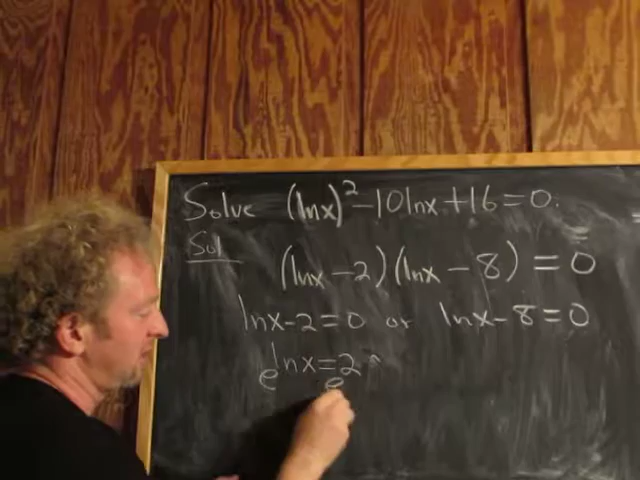 Solve (lnx)² - 10lnx + 16 = 0.
Sol
(lnx - 2)(lnx - 8) = 0
lnx - 2 = 0 or lnx - 8 = 0
e^lnx = e^2